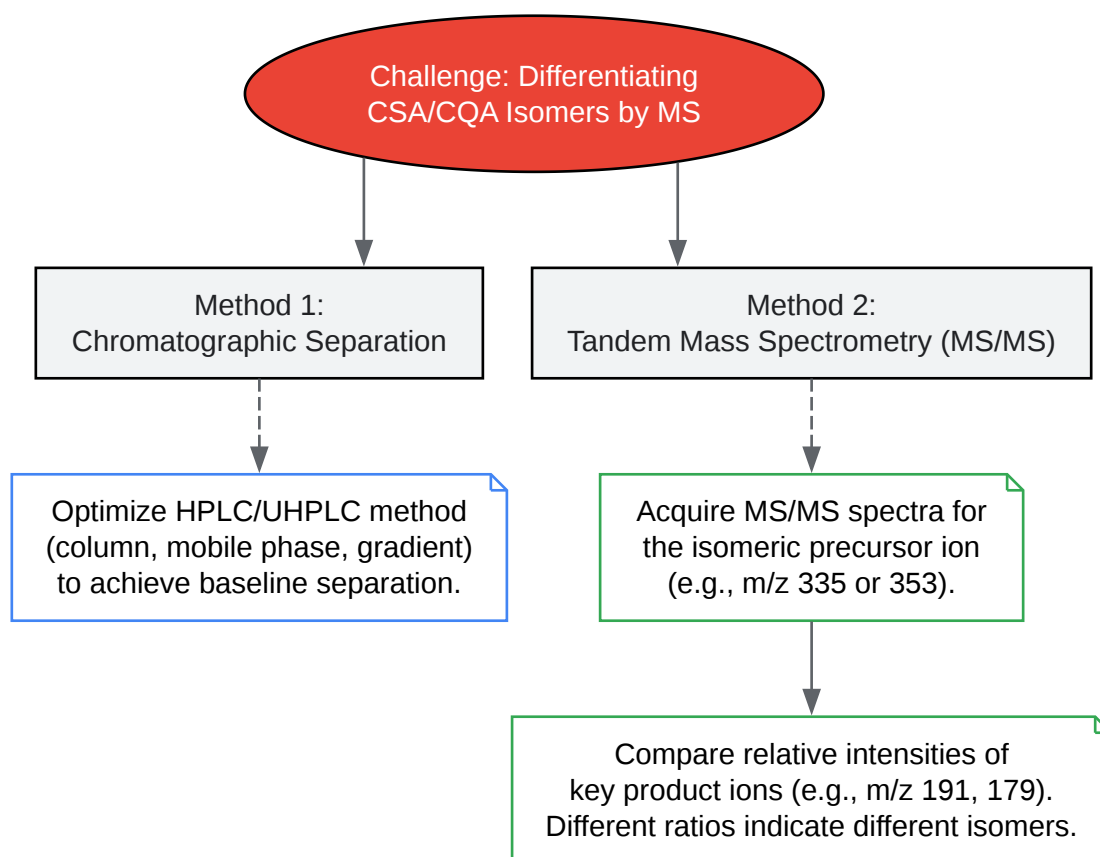 Challenge: Differentiating
CSA/CQA Isomers by MS
Method 1:
Chromatographic Separation
Method 2:
Tandem Mass Spectrometry (MS/MS)
Optimize HPLC/UHPLC method
(column, mobile phase, gradient)
to achieve baseline separation.
Acquire MS/MS spectra for
the isomeric precursor ion
(e.g., m/z 335 or 353).
Compare relative intensities of
key product ions (e.g., m/z 191, 179).
Different ratios indicate different isomers.